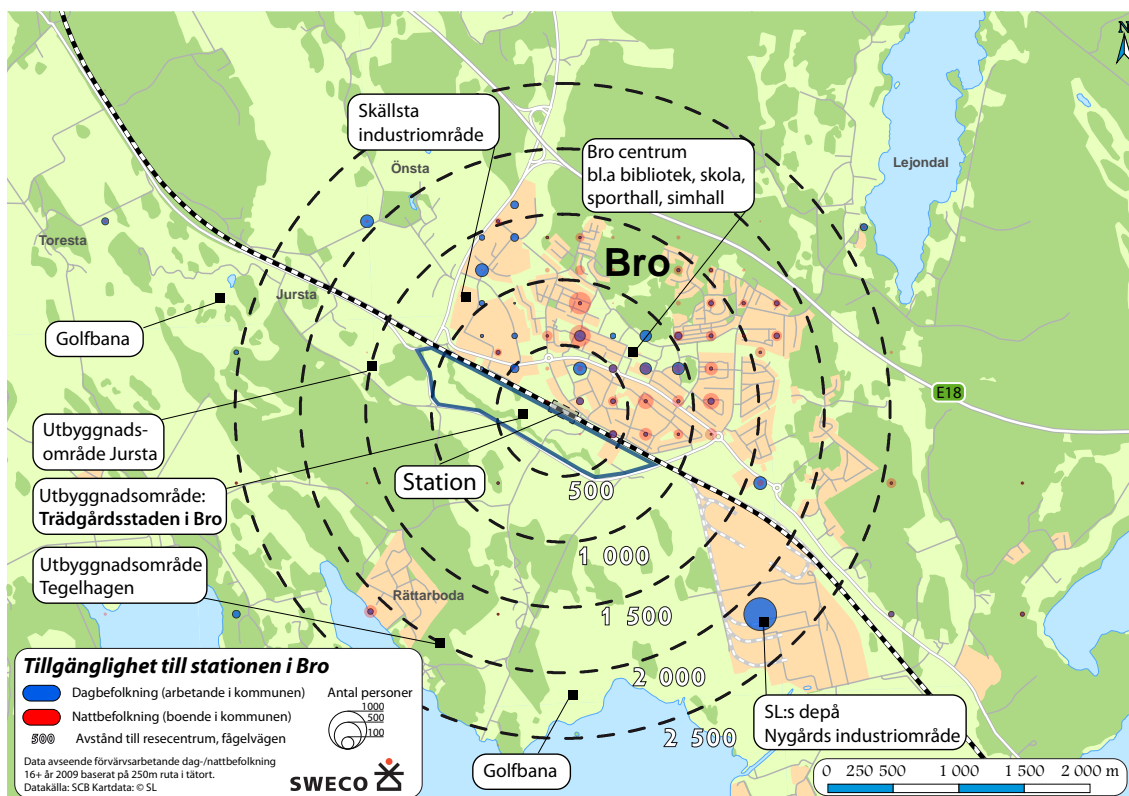 N
Skällsta
industriområde
Bro centrum
bl.a bibliotek, skola,
sporthall, simhall
Lejondal
Önsta
Toresta
Bro
Jursta
Golfbana
E18
Utbyggnads-
område Jursta
Station
500
Utbyggnadsområde:
Trädgårdsstaden i Bro
1 000
Utbyggnadsområde
Tegelhagen
Rättarboda
1 500
2 000
2 500
SL:s depå
Nygårds industriområde
Golfbana
Tillgänglighet till stationen i Bro
Dagbefolkning (arbetande i kommunen)
Nattbefolkning (boende i kommunen)
500 Avstånd till resecentrum, fågelvägen
Antal personer
1000
500
100
Data avseende förvärvsarbetande dag-/nattbefolkning
16+ år 2009 baserat på 250m ruta i tätort.
Datakälla: SCB Kartdata: © SL
SWECO
0 250 500 1 000 1 500 2 000 m